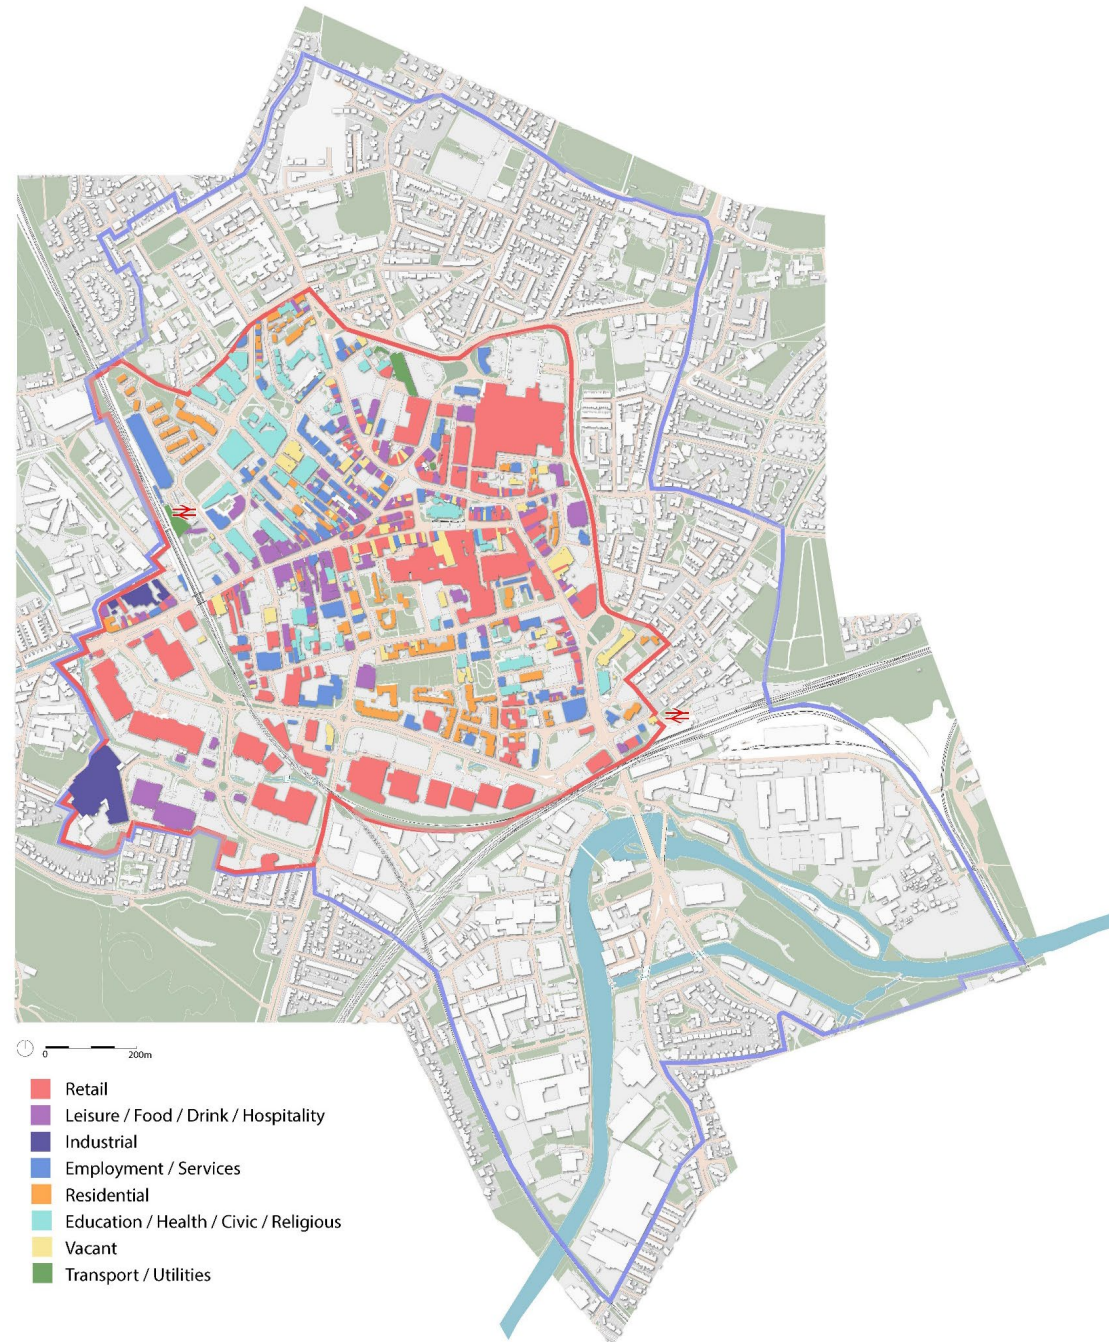 0
200m
Retail
Leisure / Food / Drink / Hospitality
Industrial
Employment / Services
Residential
Education / Health / Civic / Religious
Vacant
Transport / Utilities